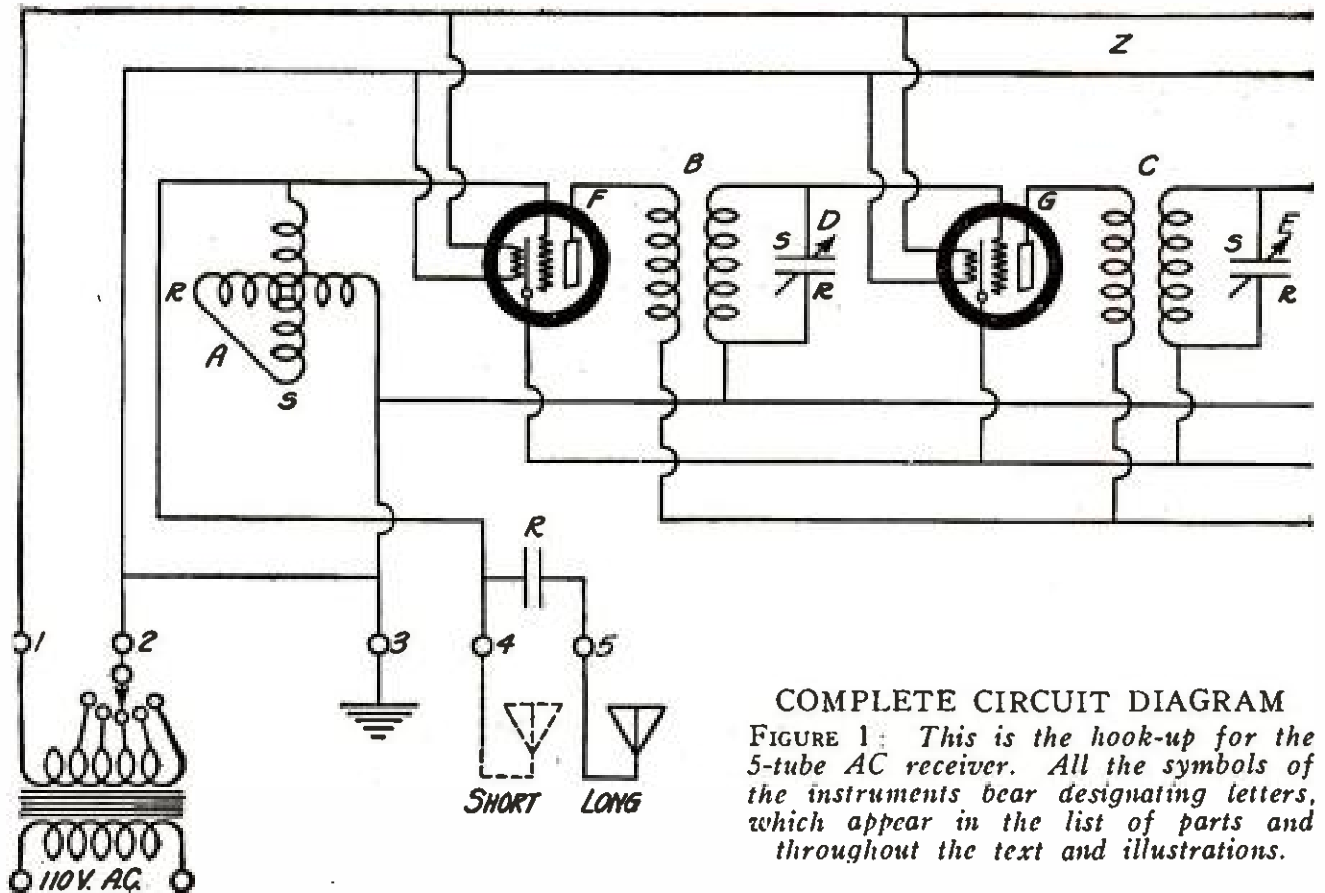 Z
B
C
F
G
S D
R
S E
R
R
A
S
R
1 2 3 4 5
SHORT LONG
110 V. A.C.
COMPLETE CIRCUIT DIAGRAM
FIGURE 1: This is the hook-up for the
5-tube AC receiver. All the symbols of
the instruments bear designating letters,
which appear in the list of parts and
throughout the text and illustrations.